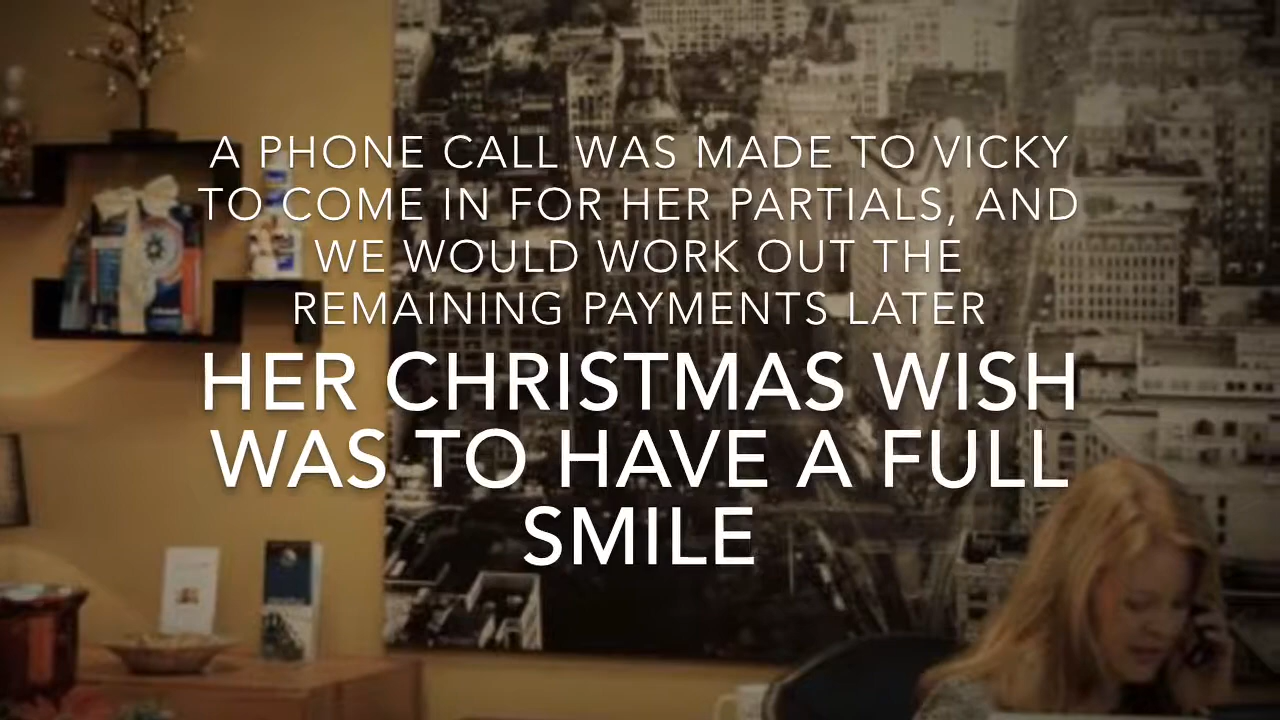 A PHONE CALL WAS MADE TO VICKY
TO COME IN FOR HER PARTIALS, AND
WE WOULD WORK OUT THE
REMAINING PAYMENTS LATER
HER CHRISTMAS WISH
WAS TO HAVE A FULL
SMILE